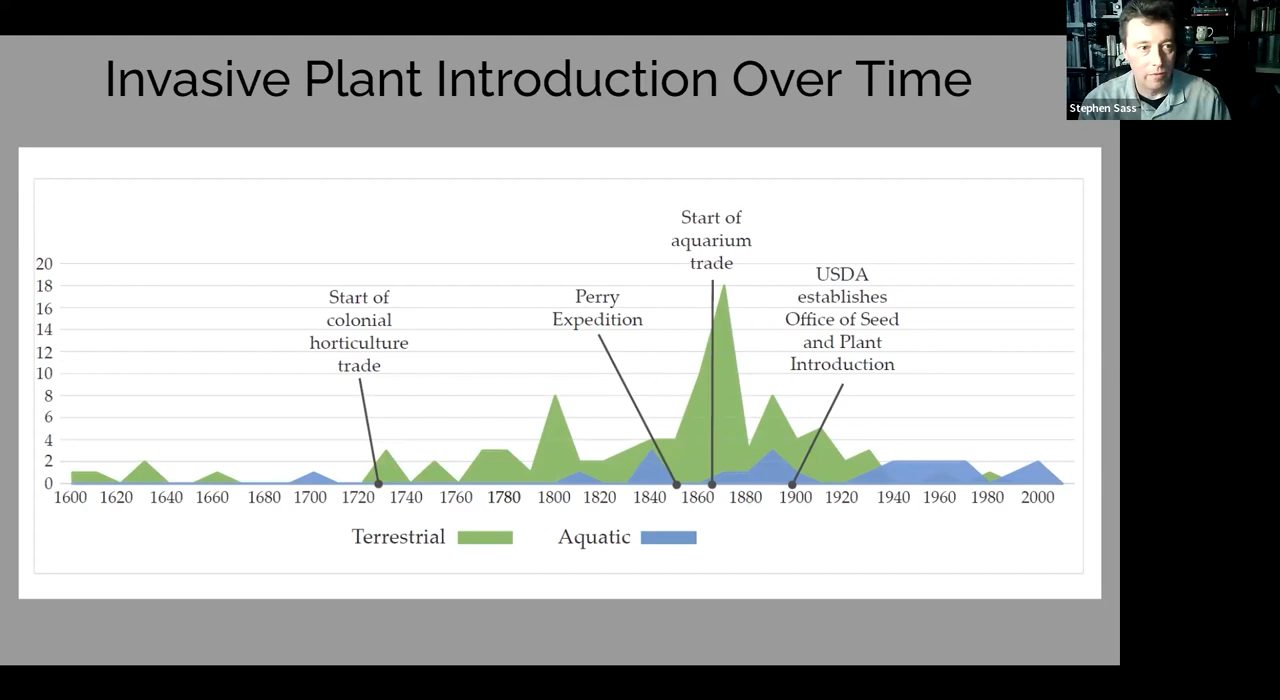 Invasive Plant Introduction Over Time
Stephen Sass
Start of
aquarium
trade
USDA
establishes
Office of Seed
and Plant
Introduction
Perry
Expedition
Start of
colonial
horticulture
trade
20
18
16
14
12
10
8
6
4
2
0
1600 1620 1640 1660 1680 1700 1720 1740 1760 1780 1800 1820 1840 1860 1880 1900 1920 1940 1960 1980 2000
Terrestrial Aquatic